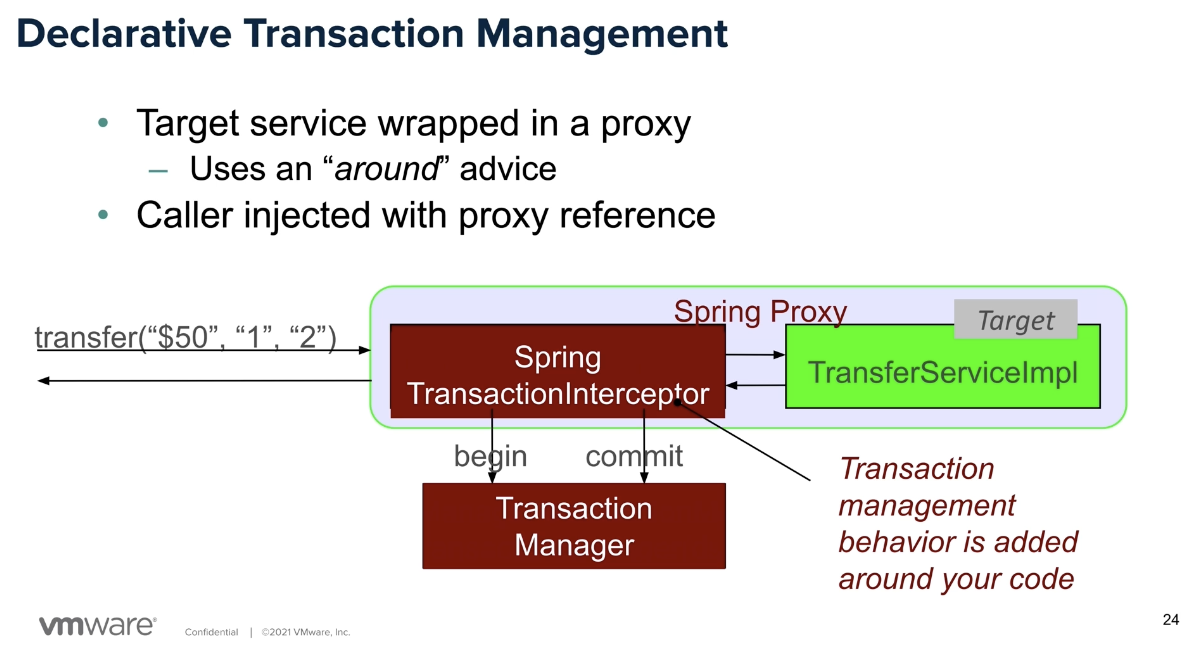 Declarative Transaction Management
• Target service wrapped in a proxy
– Uses an “around” advice
• Caller injected with proxy reference
transfer(“$50”, “1”, “2”)
Spring Proxy
Target
Spring
TransactionInterceptor
TransferServiceImpl
begin
commit
Transaction
Manager
Transaction
management
behavior is added
around your code
vmware®
Confidential | ©2021 VMware, Inc.
24